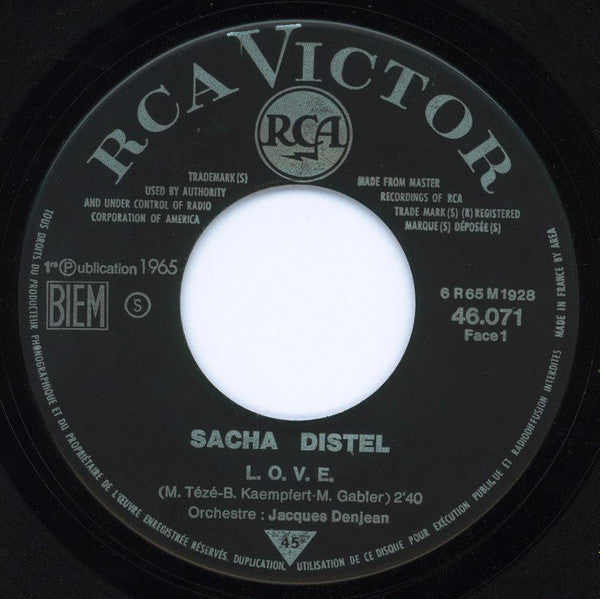 RCA VICTOR
RCA
TRADEMARK(S)
USED BY AUTHORITY
AND UNDER CONTROL OF RADIO
CORPORATION OF AMERICA
MADE FROM MASTER
RECORDINGS OF RCA
TRADE MARK(S) (R) REGISTERED
MARQUE(S) DÉPOSÉE(S)
1re Ⓟublication 1965
BIEM
S
6 R 65 M 1928
46.071
Face 1
SACHA DISTEL
L. O. V. E.
(M. Tézé-B. Kaempfert-M. Gabler) 2'40
Orchestre : Jacques Denjean
45
TOUS DROITS DU PRODUCTEUR PHONOGRAPHIQUE ET DU PROPRIÉTAIRE DE L'ŒUVRE ENREGISTRÉE RÉSERVÉS. DUPLICATION, UTILISATION DE CE DISQUE POUR EXÉCUTION PUBLIQUE ET RADIODIFFUSION INTERDITES
MADE IN FRANCE BY AREA